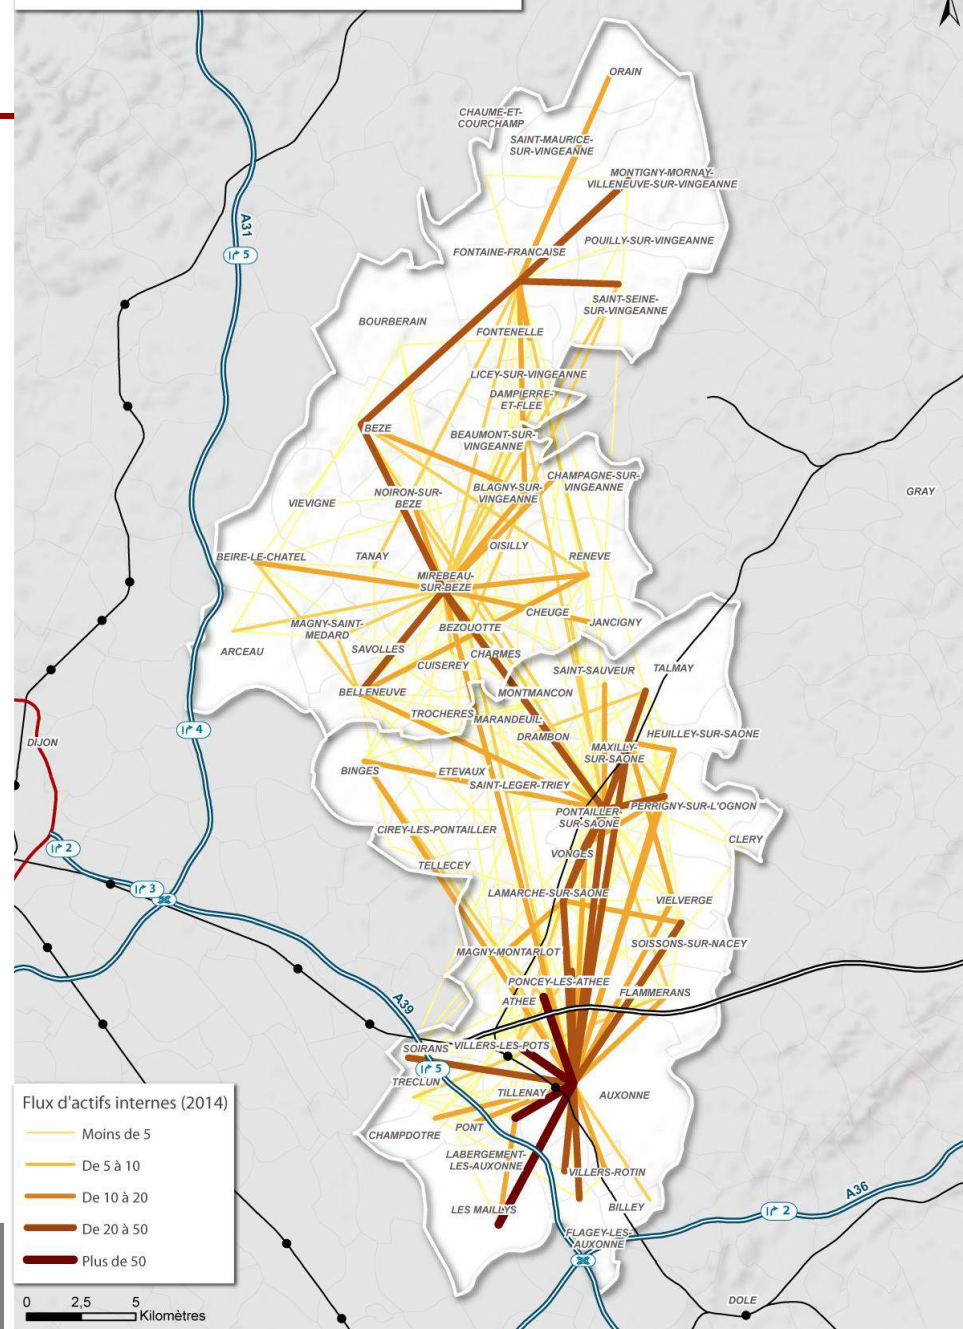 ORAIN
CHAUME-ET-
COURCHAMP
SAINT-MAURICE-
SUR-VINGEANNE
MONTIGNY-MORNAY-
VILLENEUVE-SUR-VINGEANNE
A31
5
POUILLY-SUR-VINGEANNE
FONTAINE-FRANCAISE
SAINT-SEINE-
SUR-VINGEANNE
BOURBERAIN
FONTENELLE
LICEY-SUR-VINGEANNE
DAMPIERRE-
ET-FLEE
BEZE
BEAUMONT-SUR-
VINGEANNE
CHAMPAGNE-SUR-
VINGEANNE
NOIRON-SUR-
BEZE
BLAGNY-SUR-
VINGEANNE
VIEVIGNE
GRAY
OISILLY
BEIRE-LE-CHATEL
TANAY
RENEVE
MIREBEAU-
SUR-BEZE
CHEUGE
JANCIGNY
MAGNY-SAINT-
MEDARD
BEZOUOTTE
ARCEAU
SAVOLLES
CHARMES
CUISEREY
SAINT-SAUVEUR
TALMAY
BELLENEUVE
MONTMANCON
TROCHERES
MARANDEUIL
DRAMBON
HEUILLEY-SUR-SAONE
4
DIJON
MAXILLY-
SUR-SAONE
BINGES
ETEVAUX
SAINT-LEGER-TRIEY
PERRIGNY-SUR-L'OGNON
PONTAILLER-
SUR-SAONE
CIREY-LES-PONTAILLER
CLERY
2
VONGES
TELLECEY
3
LAMARCHE-SUR-SAONE
VIELVERGE
SOISSONS-SUR-NACEY
MAGNY-MONTARLOT
PONCEY-LES-ATHEE
FLAMMERANS
ATHEE
A39
SOIRANS
VILLERS-LES-POTS
5
TRECLUN
TILLENAY
AUXONNE
CHAMPDOTRE
PONT
LABERGEMENT-
LES-AUXONNE
VILLERS-ROTIN
LES MAILLYS
BILLEY
A36
2
FLAGEY-LES-
AUXONNE
DOLE
Flux d'actifs internes (2014)
Moins de 5
De 5 à 10
De 10 à 20
De 20 à 50
Plus de 50
0 2,5 5
Kilomètres